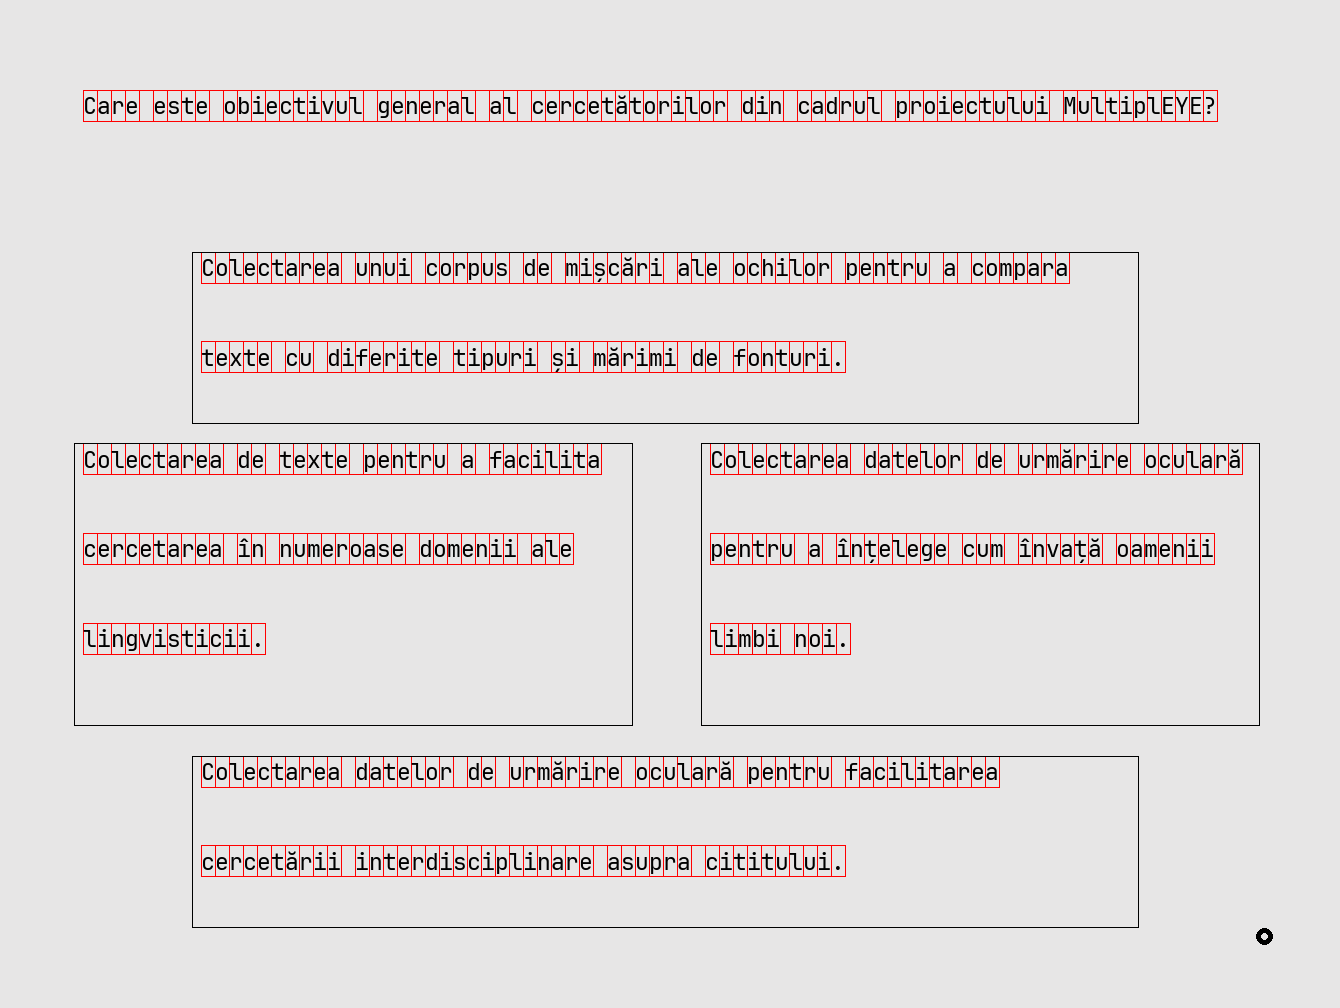 Care este obiectivul general al cercetătorilor din cadrul proiectului MultiplEYE?
Colectarea unui corpus de mișcări ale ochilor pentru a compara
texte cu diferite tipuri și mărimi de fonturi.
Colectarea de texte pentru a facilita
cercetarea în numeroase domenii ale
lingvisticii.
Colectarea datelor de urmărire oculară
pentru a înțelege cum învață oamenii
limbi noi.
Colectarea datelor de urmărire oculară pentru facilitarea
cercetării interdisciplinare asupra cititului.